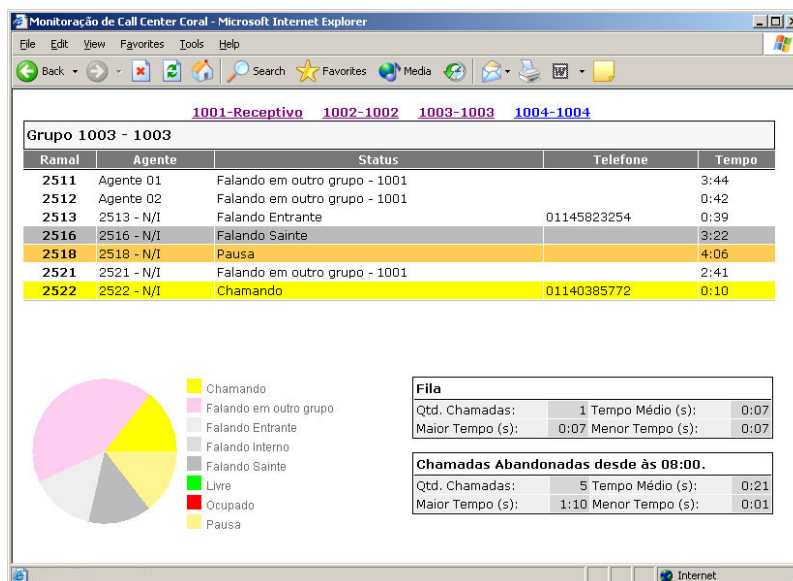 Monitoração de Call Center Coral - Microsoft Internet Explorer
File Edit View Favorites Tools Help
Back Search Favorites Media
1001-Receptivo 1002-1002 1003-1003 1004-1004
Grupo 1003 - 1003
Ramal Agente Status Telefone Tempo
2511 Agente 01 Falando em outro grupo - 1001 3:44
2512 Agente 02 Falando em outro grupo - 1001 0:42
2513 2513 - N/I Falando Entrante 01145823254 0:39
2516 2516 - N/I Falando Sainte 3:22
2518 2518 - N/I Pausa 4:06
2521 2521 - N/I Falando em outro grupo - 1001 2:41
2522 2522 - N/I Chamando 01140385772 0:10
Chamando
Falando em outro grupo
Falando Entrante
Falando Interno
Falando Sainte
Livre
Ocupado
Pausa
Fila
Qtd. Chamadas: 1 Tempo Médio (s): 0:07
Maior Tempo (s): 0:07 Menor Tempo (s): 0:07
Chamadas Abandonadas desde às 08:00.
Qtd. Chamadas: 5 Tempo Médio (s): 0:21
Maior Tempo (s): 1:10 Menor Tempo (s): 0:01
Internet